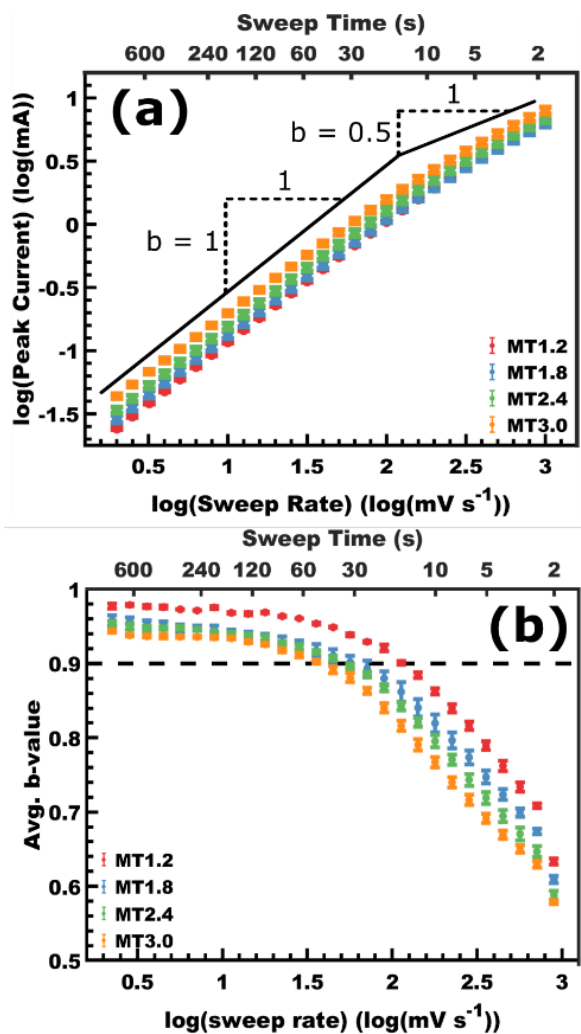 Sweep Time (s)
600 240 120 60 30 10 5 2
(a)
1
b = 0.5
1
b = 1
1
0.5
0
-0.5
-1
-1.5
log(Peak Current) (log(mA))
MT1.2
MT1.8
MT2.4
MT3.0
0.5 1 1.5 2 2.5 3
log(Sweep Rate) (log(mV s⁻¹))
Sweep Time (s)
600 240 120 60 30 10 5 2
(b)
1
0.9
0.8
0.7
0.6
0.5
Avg. b-value
MT1.2
MT1.8
MT2.4
MT3.0
0.5 1 1.5 2 2.5 3
log(sweep rate) (log(mV s⁻¹))